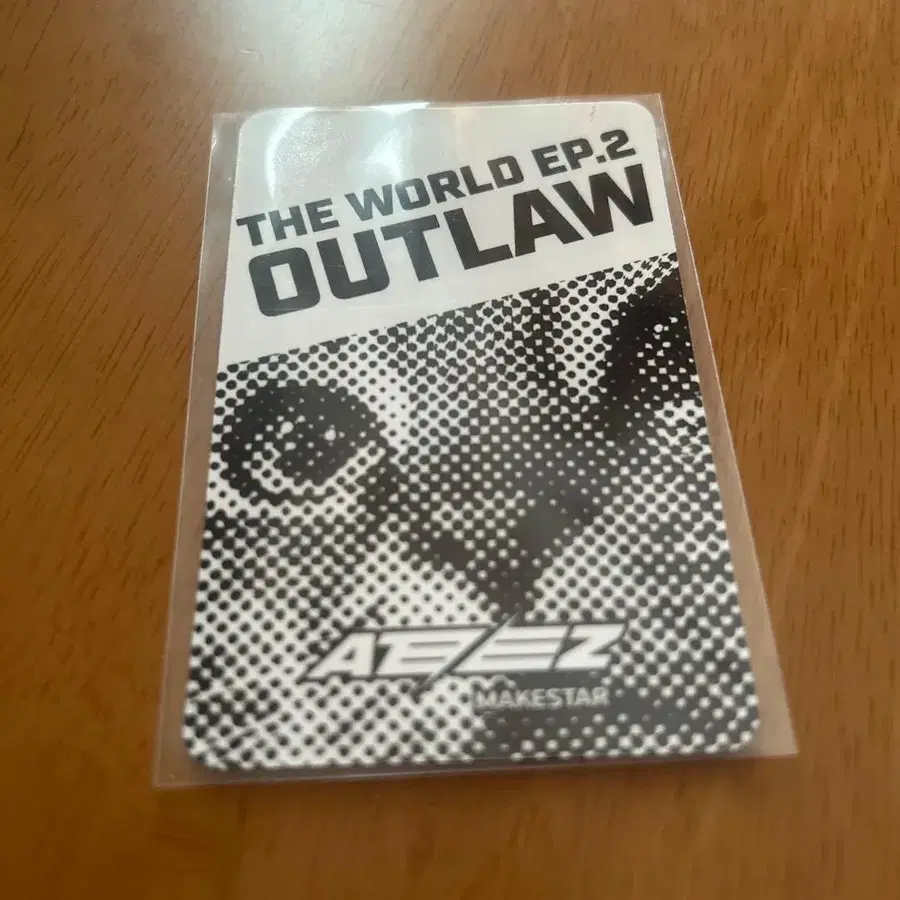 THE WORLD EP.2
OUTLAW
ATEEZ
MAKESTAR